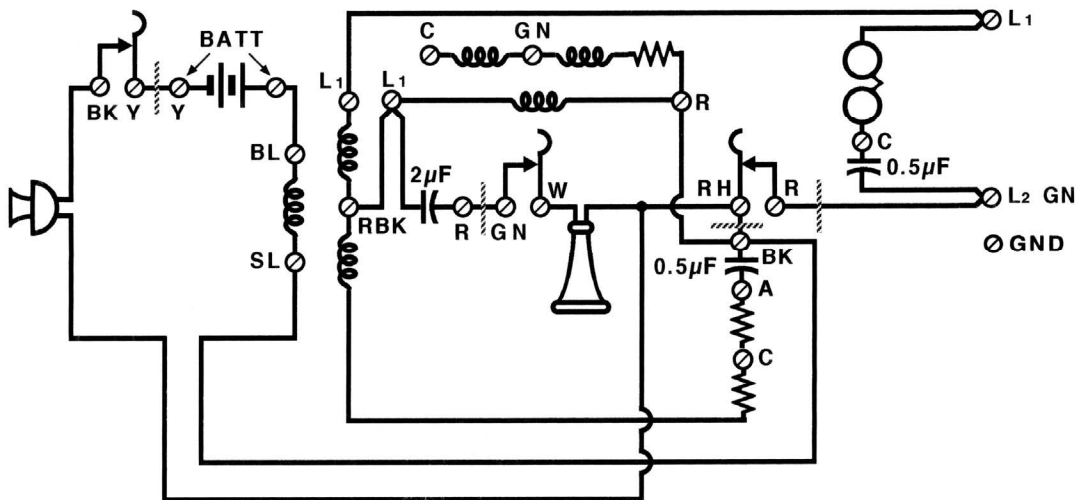 L1
C
GN
BATT
L1
L1
BK Y
Y
R
C
BL
2µF
0.5µF
W
RH
R
L2 GN
RBK
R
GN
GND
SL
0.5µF
BK
A
C